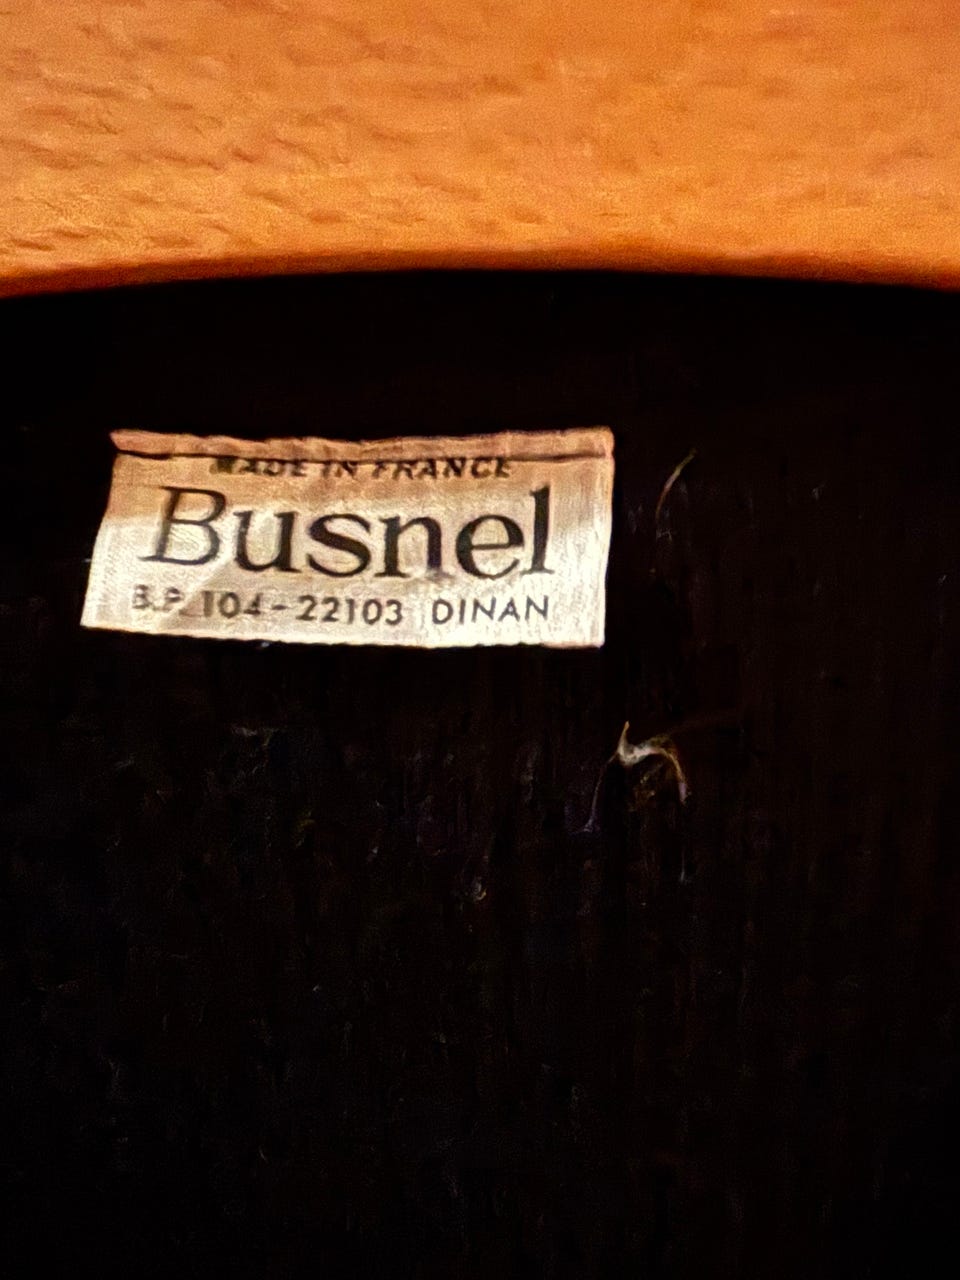 MADE IN FRANCE
Busnel
B.P. 104-22103 DINAN